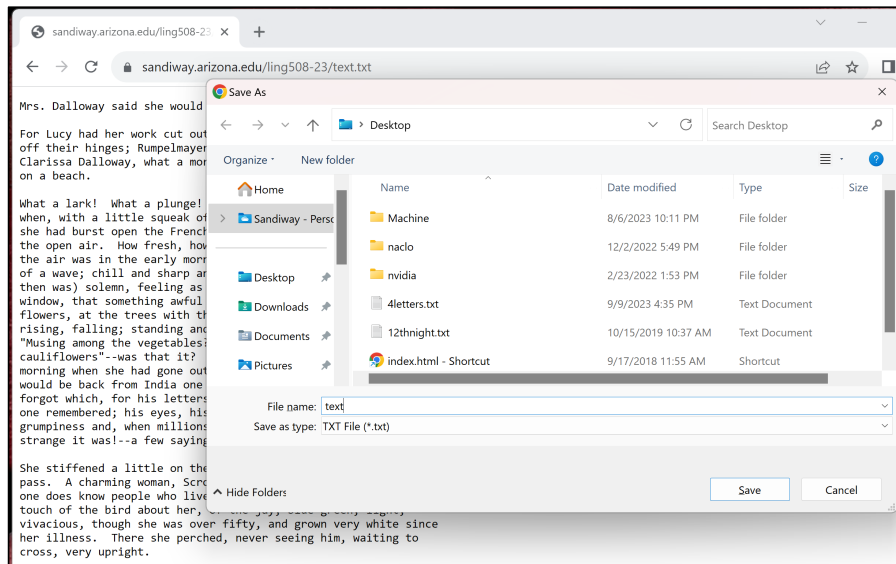 sandiway.arizona.edu/ling508-23
sandiway.arizona.edu/ling508-23/text.txt
Mrs. Dalloway said she would
For Lucy had her work cut out
off their hinges; Rumpelmayer
Clarissa Dalloway, what a mor
on a beach.
What a lark!  What a plunge!
when, with a little squeak of
she had burst open the French
the open air.  How fresh, how
the air was in the early morn
of a wave; chill and sharp an
then was) solemn, feeling as
window, that something awful
flowers, at the trees with th
rising, falling; standing and
"Musing among the vegetables?
cauliflowers"--was that it?
morning when she had gone out
would be back from India one
forgot which, for his letters
one remembered; his eyes, his
grumpiness and, when millions
strange it was!--a few saying
She stiffened a little on the
pass.  A charming woman, Scro
one does know people who live
touch of the bird about her, of the jay, blue-green, light,
vivacious, though she was over fifty, and grown very white since
her illness.  There she perched, never seeing him, waiting to
cross, very upright.
Save As
Desktop
Search Desktop
Organize
New folder
Home
Sandiway - Perso
Desktop
Downloads
Documents
Pictures
Name Date modified Type Size
Machine 8/6/2023 10:11 PM File folder
naclo 12/2/2022 5:49 PM File folder
nvidia 2/23/2022 1:53 PM File folder
4letters.txt 9/9/2023 4:35 PM Text Document
12thnight.txt 10/15/2019 10:37 AM Text Document
index.html - Shortcut 9/17/2018 11:55 AM Shortcut
File name: text
Save as type: TXT File (*.txt)
Hide Folders
Save
Cancel